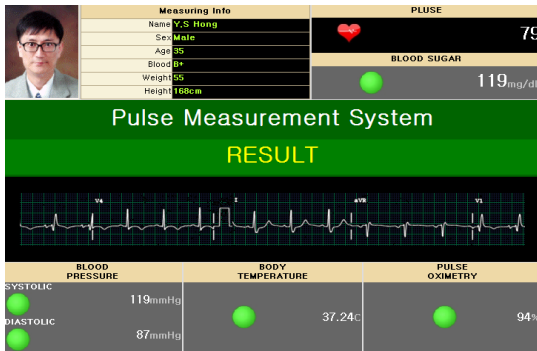 Measuring Info
Name Y,S Hong
Sex Male
Age 35
Blood B+
Weight 55
Height 168cm
PLUSE
79
BLOOD SUGAR
119mg/dl
Pulse Measurement System
RESULT
V4 I aVR V1
BLOOD PRESSURE
SYSTOLIC
119mmHg
DIASTOLIC
87mmHg
BODY TEMPERATURE
37.24C
PULSE OXIMETRY
94%